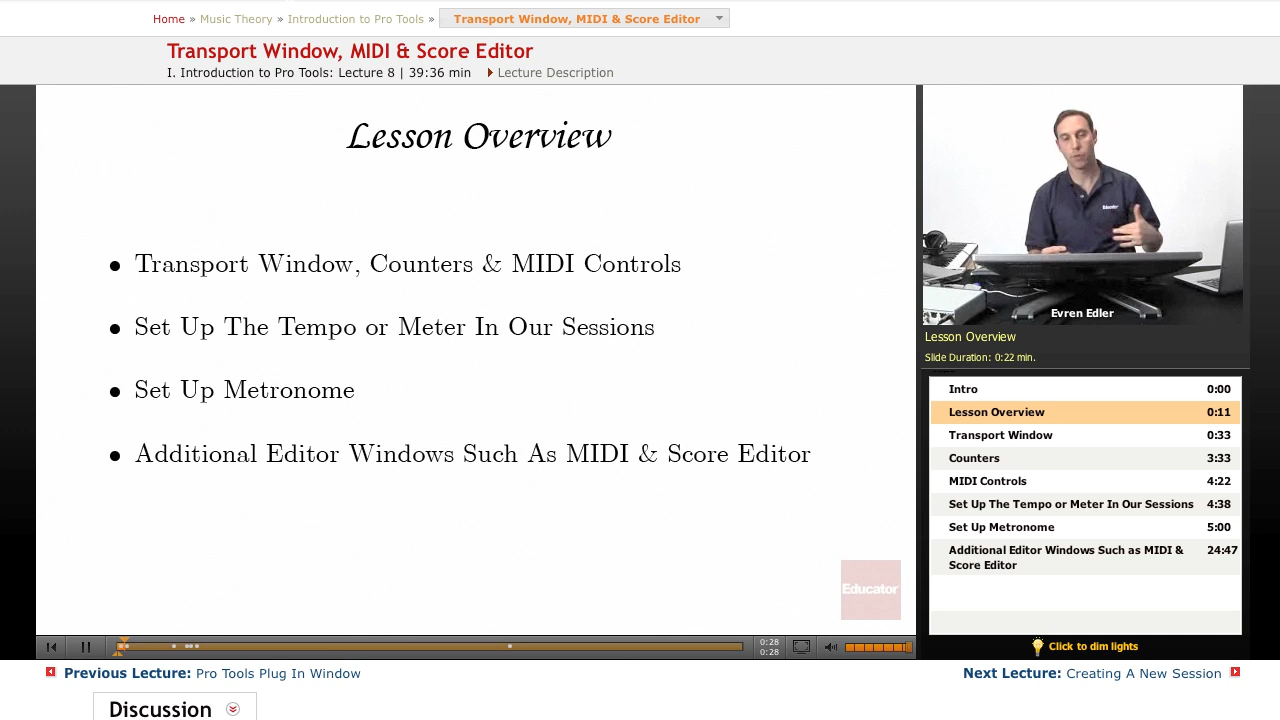 Home » Music Theory » Introduction to Pro Tools » Transport Window, MIDI & Score Editor
Transport Window, MIDI & Score Editor
I. Introduction to Pro Tools: Lecture 8 | 39:36 min Lecture Description
Lesson Overview
• Transport Window, Counters & MIDI Controls
• Set Up The Tempo or Meter In Our Sessions
• Set Up Metronome
• Additional Editor Windows Such As MIDI & Score Editor
Educator
Educator
Evren Edler
Lesson Overview
Slide Duration: 0:22 min.
Intro 0:00
Lesson Overview 0:11
Transport Window 0:33
Counters 3:33
MIDI Controls 4:22
Set Up The Tempo or Meter In Our Sessions 4:38
Set Up Metronome 5:00
Additional Editor Windows Such as MIDI & 24:47
Score Editor
0:28
0:28
Click to dim lights
Previous Lecture: Pro Tools Plug In Window
Next Lecture: Creating A New Session
Discussion